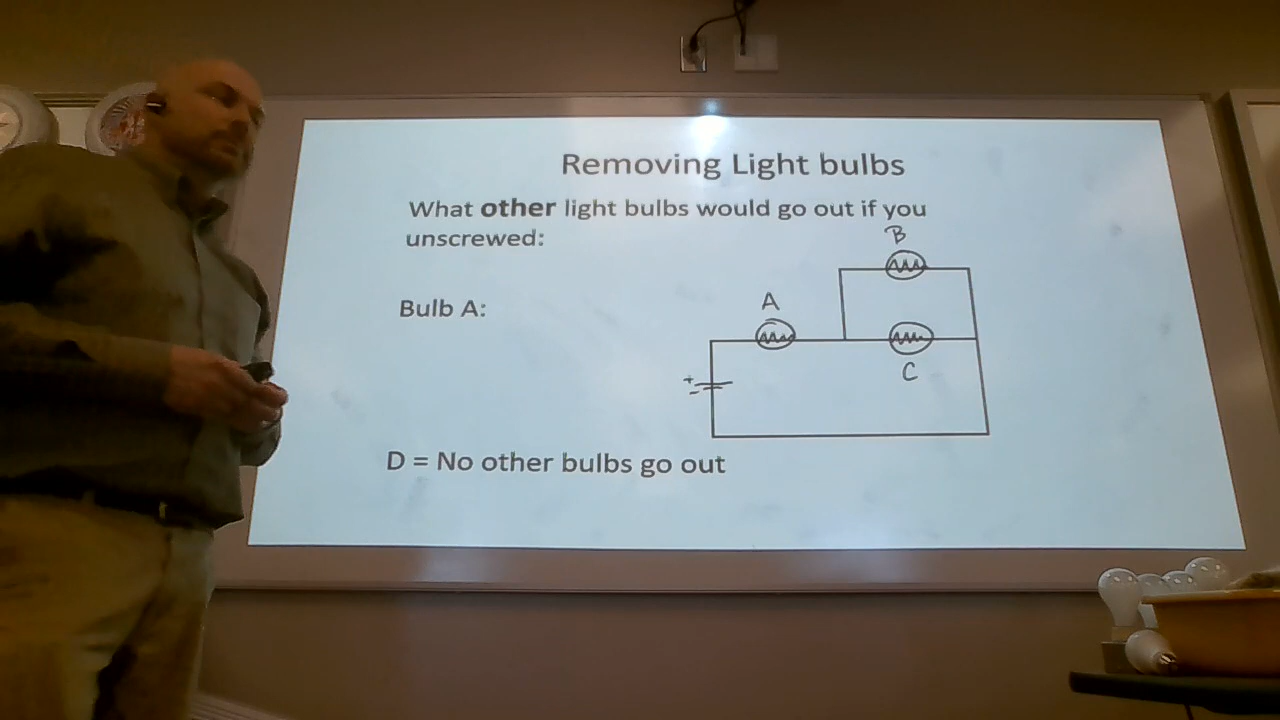 Removing Light bulbs
What other light bulbs would go out if you
unscrewed:
B
Bulb A:
A
+
-
C
D = No other bulbs go out